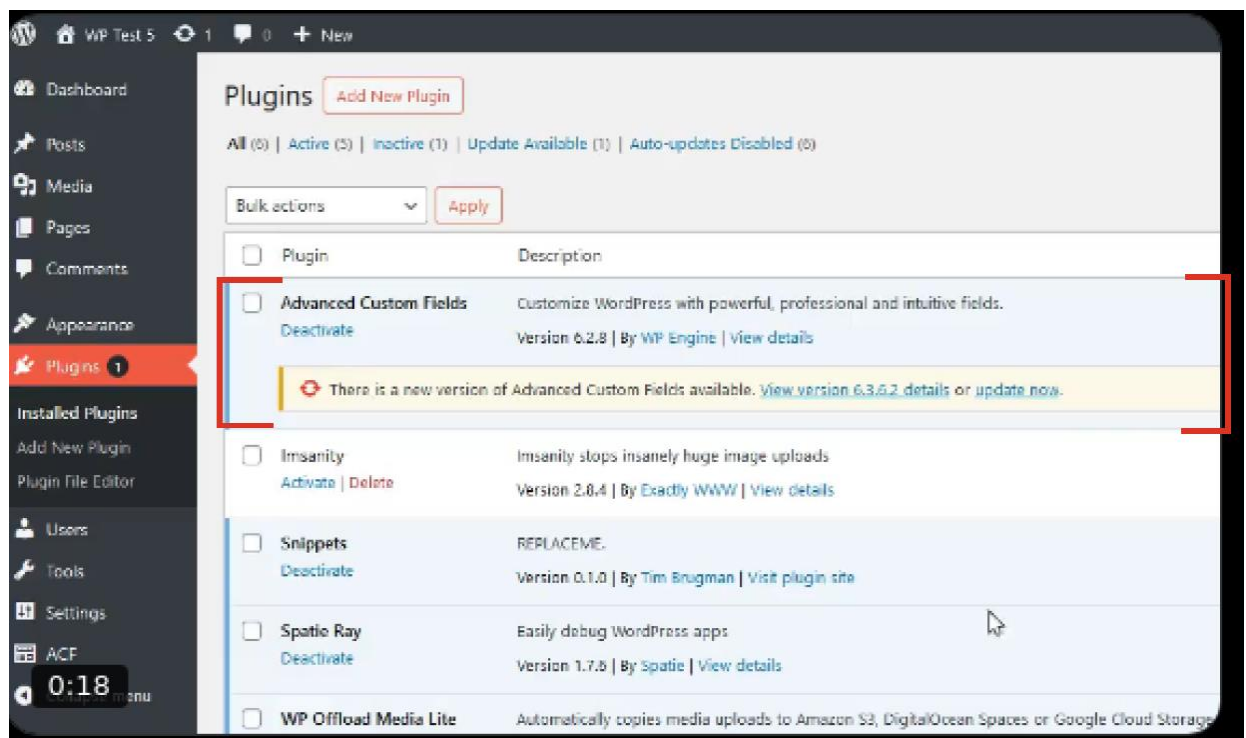 WP Test 5 1 0 + New
Dashboard
Posts
Media
Pages
Comments
Appearance
Plugins 1
Installed Plugins
Add New Plugin
Plugin File Editor
Users
Tools
Settings
ACF
menu
0:18
Plugins Add New Plugin
All (6) | Active (5) | Inactive (1) | Update Available (1) | Auto-updates Disabled (6)
Bulk actions Apply
Plugin Description
Advanced Custom Fields Customize WordPress with powerful, professional and intuitive fields.
Deactivate Version 6.2.8 | By WP Engine | View details
There is a new version of Advanced Custom Fields available. View version 6.3.6.2 details or update now.
Imsanity Imsanity stops insanely huge image uploads
Activate | Delete Version 2.8.4 | By Exactly WWW | View details
Snippets REPLACEME.
Deactivate Version 0.1.0 | By Tim Brugman | Visit plugin site
Spatie Ray Easily debug WordPress apps
Deactivate Version 1.7.6 | By Spatie | View details
WP Offload Media Lite Automatically copies media uploads to Amazon S3, DigitalOcean Spaces or Google Cloud Storage